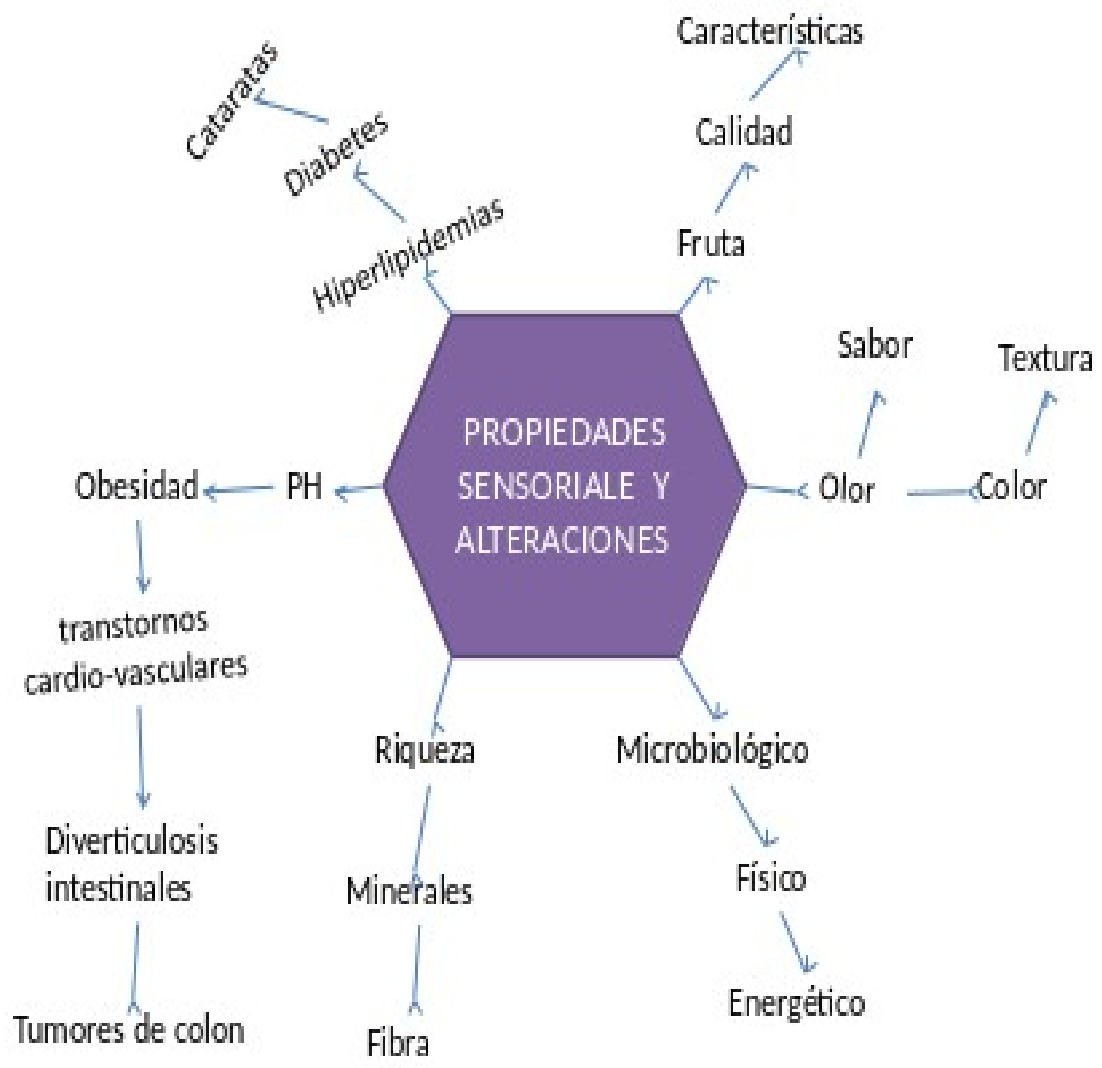 Características
Cataratas
Calidad
Diabetes
Hiperlipidemias
Fruta
Sabor
Textura
PROPIEDADES
SENSORIALE Y
ALTERACIONES
Obesidad
PH
Olor
Color
transtornos
cardio-vasculares
Riqueza
Microbiológico
Diverticulosis
intestinales
Minerales
Físico
Energético
Tumores de colon
Fibra